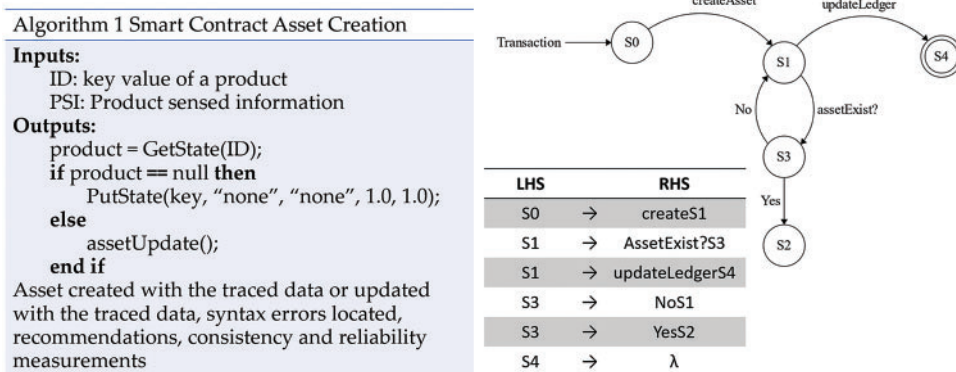 Algorithm 1 Smart Contract Asset Creation
Inputs:
ID: key value of a product
PSI: Product sensed information
Outputs:
product = GetState(ID);
if product == null then
PutState(key, “none”, “none”, 1.0, 1.0);
else
assetUpdate();
end if
Asset created with the traced data or updated
with the traced data, syntax errors located,
recommendations, consistency and reliability
measurements
createAsset
updateLedger
Transaction
S0
S1
S4
No
assetExist?
S3
Yes
S2
LHS RHS
S0 → createS1
S1 → AssetExist?S3
S1 → updateLedgerS4
S3 → NoS1
S3 → YesS2
S4 → λ